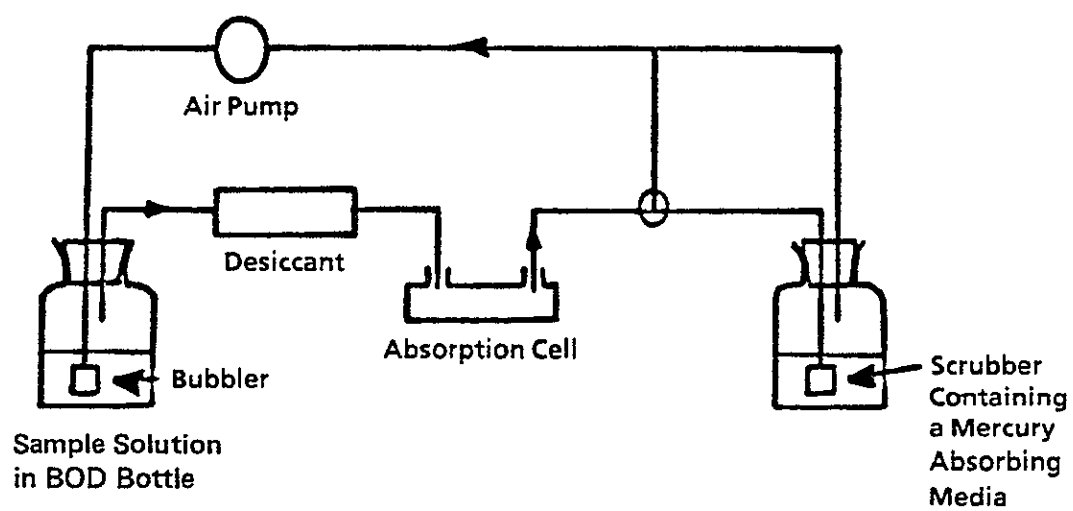 Air Pump
Desiccant
Absorption Cell
Bubbler
Scrubber
Containing
a Mercury
Absorbing
Media
Sample Solution
in BOD Bottle